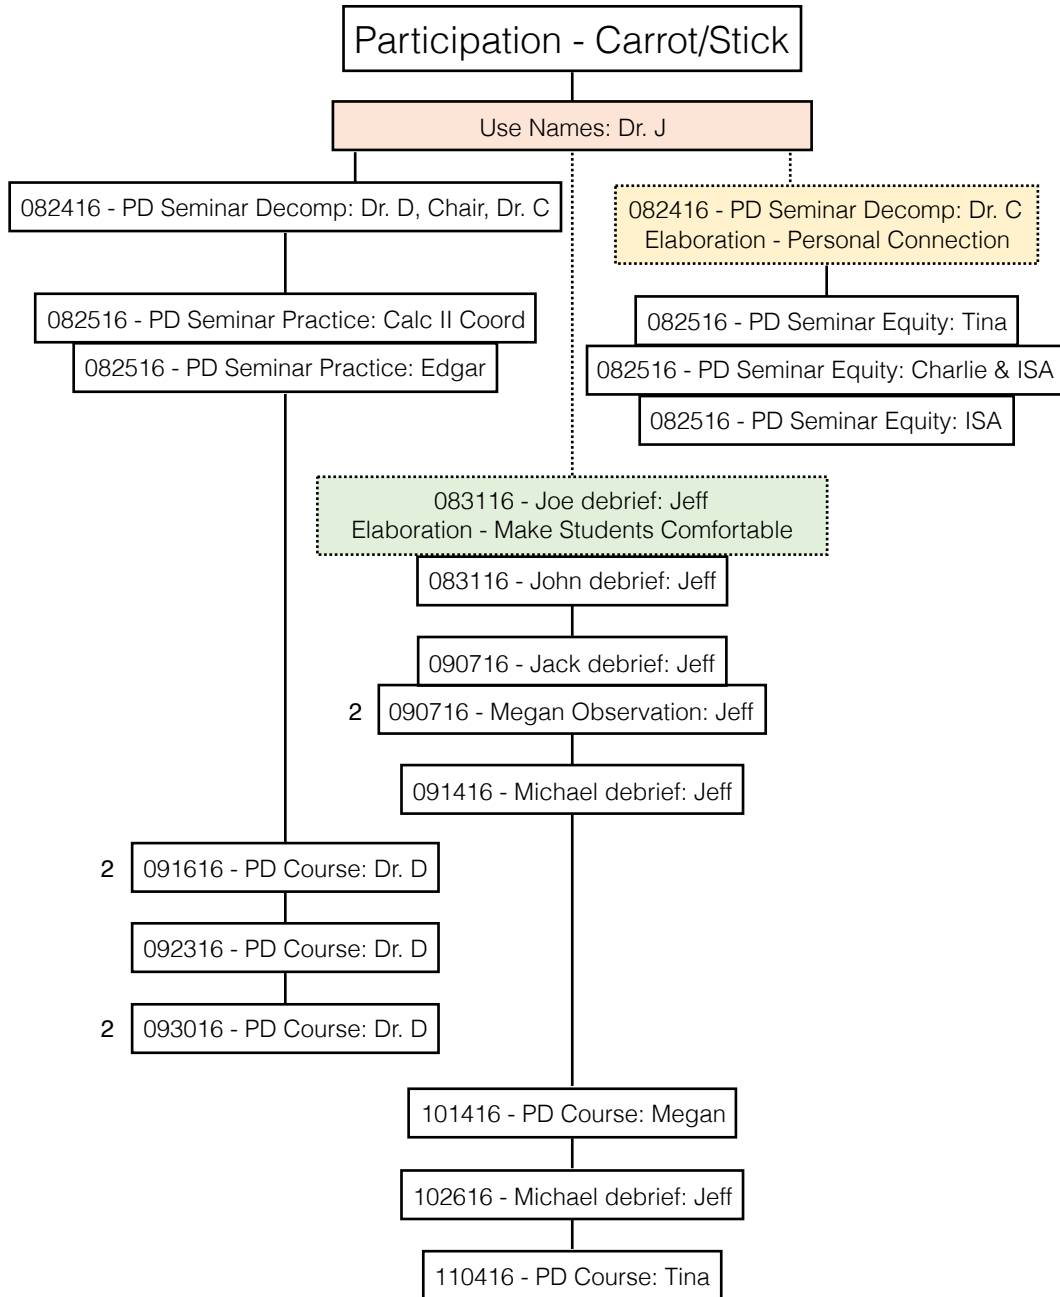 Participation - Carrot/Stick
Use Names: Dr. J
082416 - PD Seminar Decomp: Dr. D, Chair, Dr. C
082416 - PD Seminar Decomp: Dr. C
Elaboration - Personal Connection
082516 - PD Seminar Practice: Calc II Coord
082516 - PD Seminar Equity: Tina
082516 - PD Seminar Practice: Edgar
082516 - PD Seminar Equity: Charlie & ISA
082516 - PD Seminar Equity: ISA
083116 - Joe debrief: Jeff
Elaboration - Make Students Comfortable
083116 - John debrief: Jeff
090716 - Jack debrief: Jeff
2 090716 - Megan Observation: Jeff
091416 - Michael debrief: Jeff
2 091616 - PD Course: Dr. D
092316 - PD Course: Dr. D
2 093016 - PD Course: Dr. D
101416 - PD Course: Megan
102616 - Michael debrief: Jeff
110416 - PD Course: Tina